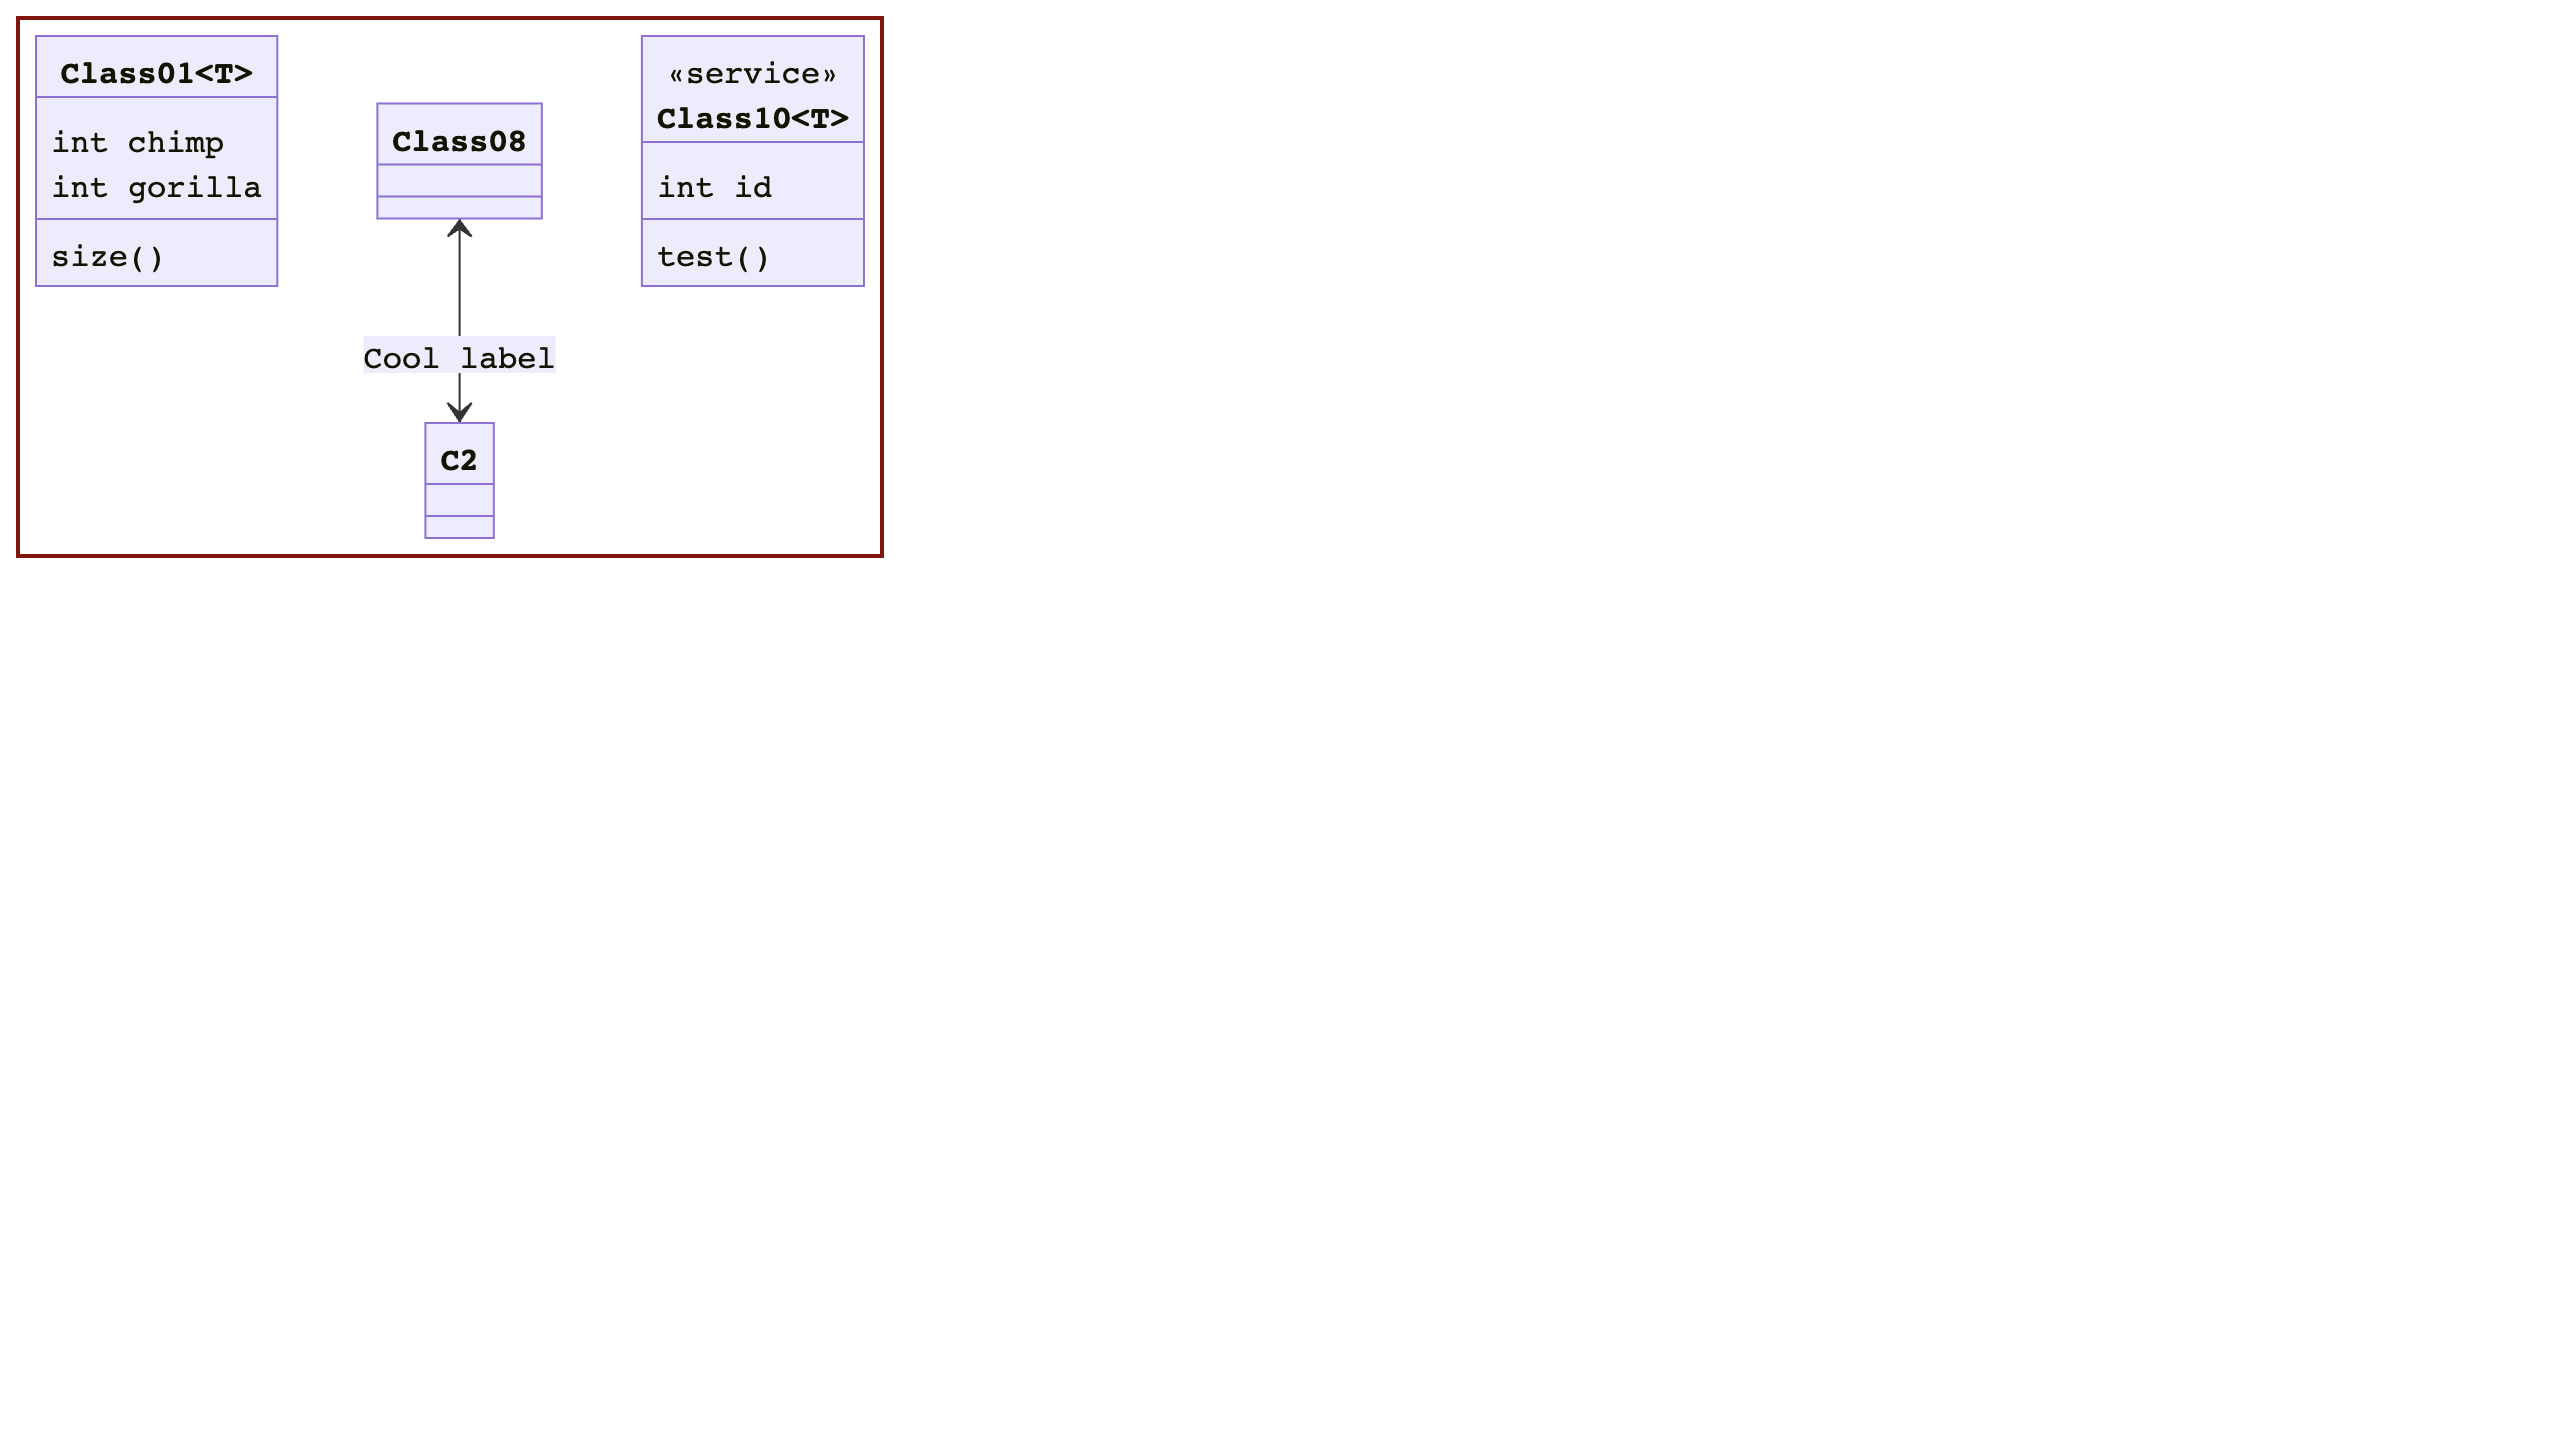 Class01<T>
int chimp
int gorilla
size()
Class08
«service»
Class10<T>
int id
test()
Cool label
C2